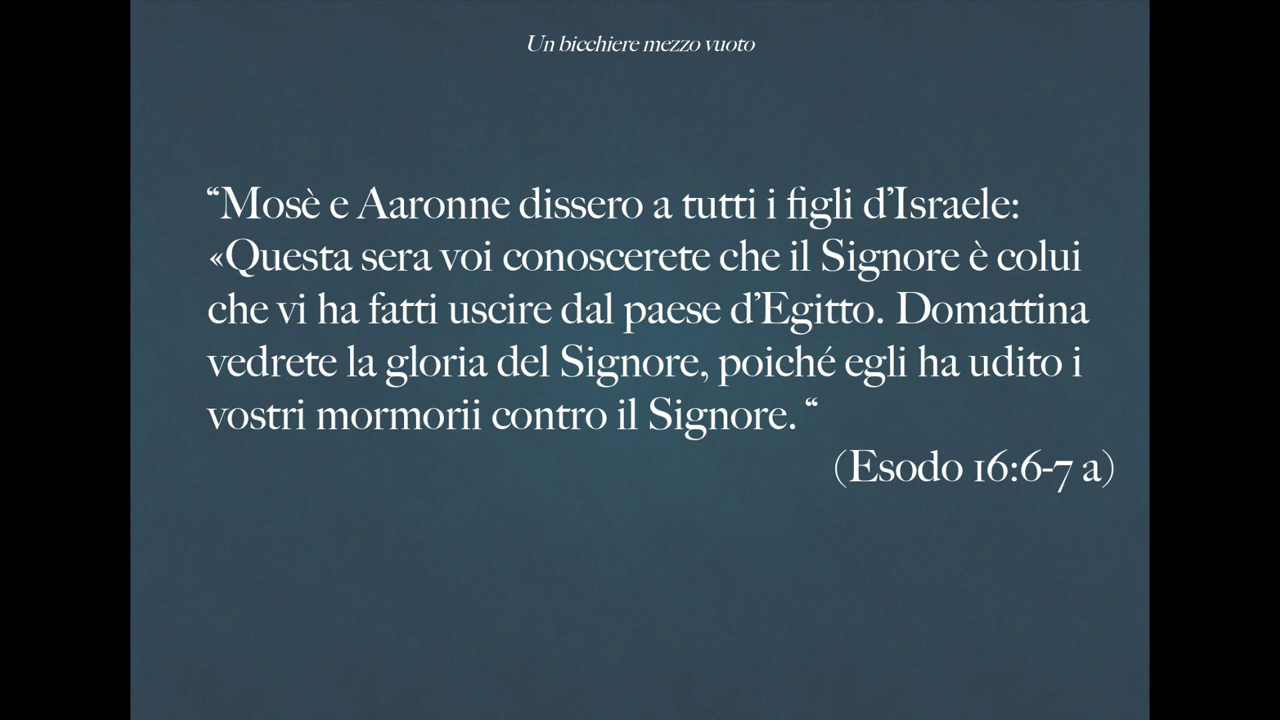 Un bicchiere mezzo vuoto
“Mosè e Aaronne dissero a tutti i figli d’Israele:
«Questa sera voi conoscerete che il Signore è colui
che vi ha fatti uscire dal paese d’Egitto. Domattina
vedrete la gloria del Signore, poiché egli ha udito i
vostri mormorii contro il Signore. “
(Esodo 16:6-7 a)